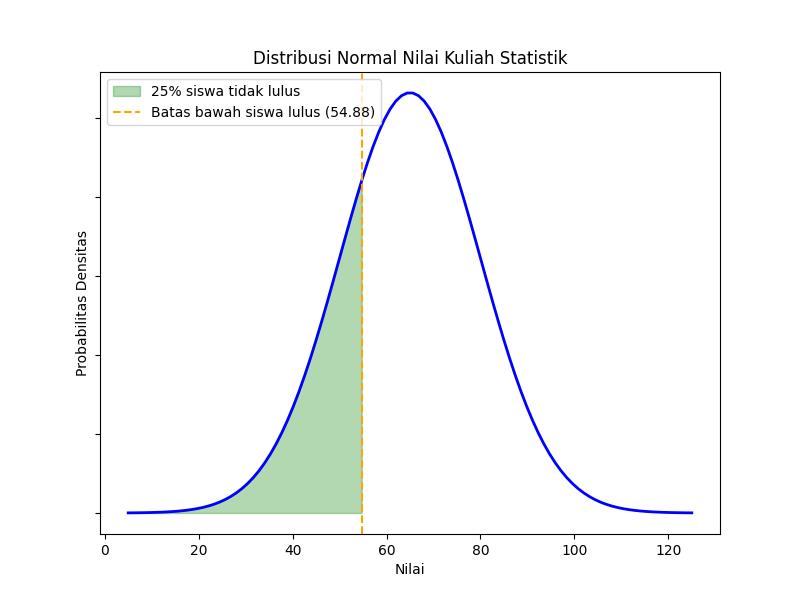 Distribusi Normal Nilai Kuliah Statistik
25% siswa tidak lulus
Batas bawah siswa lulus (54.88)
Probabilitas Densitas
0 20 40 60 80 100 120
Nilai